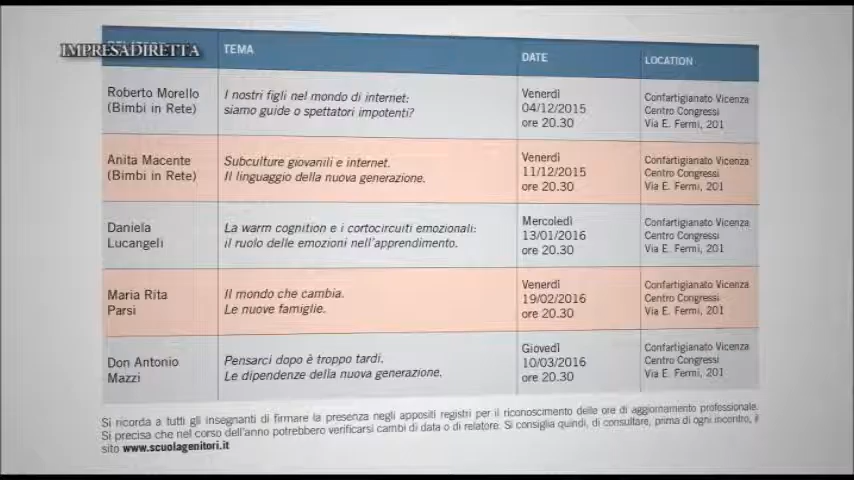 IMPRESADIRETTA
TEMA
DATE
LOCATION
Roberto Morello
(Bimbi in Rete)
I nostri figli nel mondo di internet:
siamo guide o spettatori impotenti?
Venerdì
04/12/2015
ore 20.30
Confartigianato Vicenza
Centro Congressi
Via E. Fermi, 201
Anita Macente
(Bimbi in Rete)
Subculture giovanili e internet.
Il linguaggio della nuova generazione.
Venerdì
11/12/2015
ore 20.30
Confartigianato Vicenza
Centro Congressi
Via E. Fermi, 201
Daniela
Lucangeli
La warm cognition e i cortocircuiti emozionali:
il ruolo delle emozioni nell'apprendimento.
Mercoledì
13/01/2016
ore 20.30
Confartigianato Vicenza
Centro Congressi
Via E. Fermi, 201
Maria Rita
Parsi
Il mondo che cambia.
Le nuove famiglie.
Venerdì
19/02/2016
ore 20.30
Confartigianato Vicenza
Centro Congressi
Via E. Fermi, 201
Don Antonio
Mazzi
Pensarci dopo è troppo tardi.
Le dipendenze della nuova generazione.
Giovedì
10/03/2016
ore 20.30
Confartigianato Vicenza
Centro Congressi
Via E. Fermi, 201
Si ricorda a tutti gli insegnanti di firmare la presenza negli appositi registri per il riconoscimento delle ore di aggiornamento professionale.
Si precisa che nel corso dell'anno potrebbero verificarsi cambi di data o di relatore. Si consiglia quindi, di consultare, prima di ogni incontro, il
sito www.scuolagenitori.it